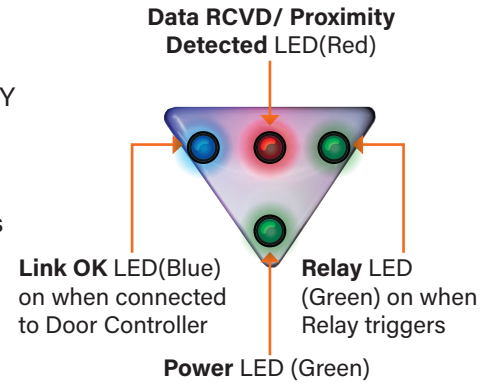 Data RCVD/ Proximity
Detected LED(Red)
Y
s
Link OK LED(Blue)
on when connected
to Door Controller
Relay LED
(Green) on when
Relay triggers
Power LED (Green)